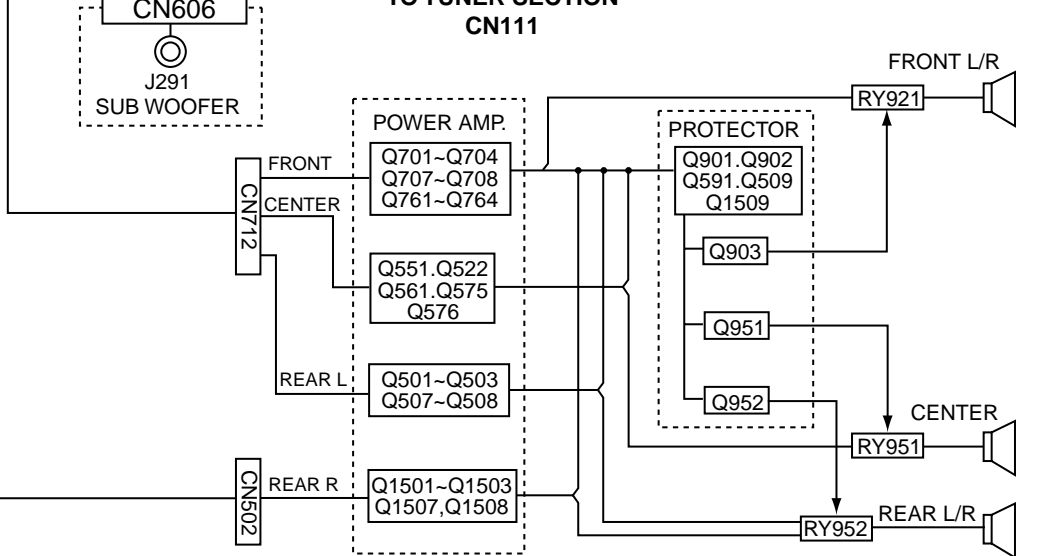 CN606
J291
SUB WOOFER
CN111
FRONT L/R
RY921
POWER AMP.
PROTECTOR
Q701~Q704
Q707~Q708
Q761~Q764
Q901.Q902
Q591.Q509
Q1509
FRONT
CENTER
CN712
Q903
Q551.Q522
Q561.Q575
Q576
Q951
REAR L
Q501~Q503
Q507~Q508
Q952
CENTER
RY951
CN502
REAR R
Q1501~Q1503
Q1507,Q1508
RY952
REAR L/R
TO TUNER SECTION